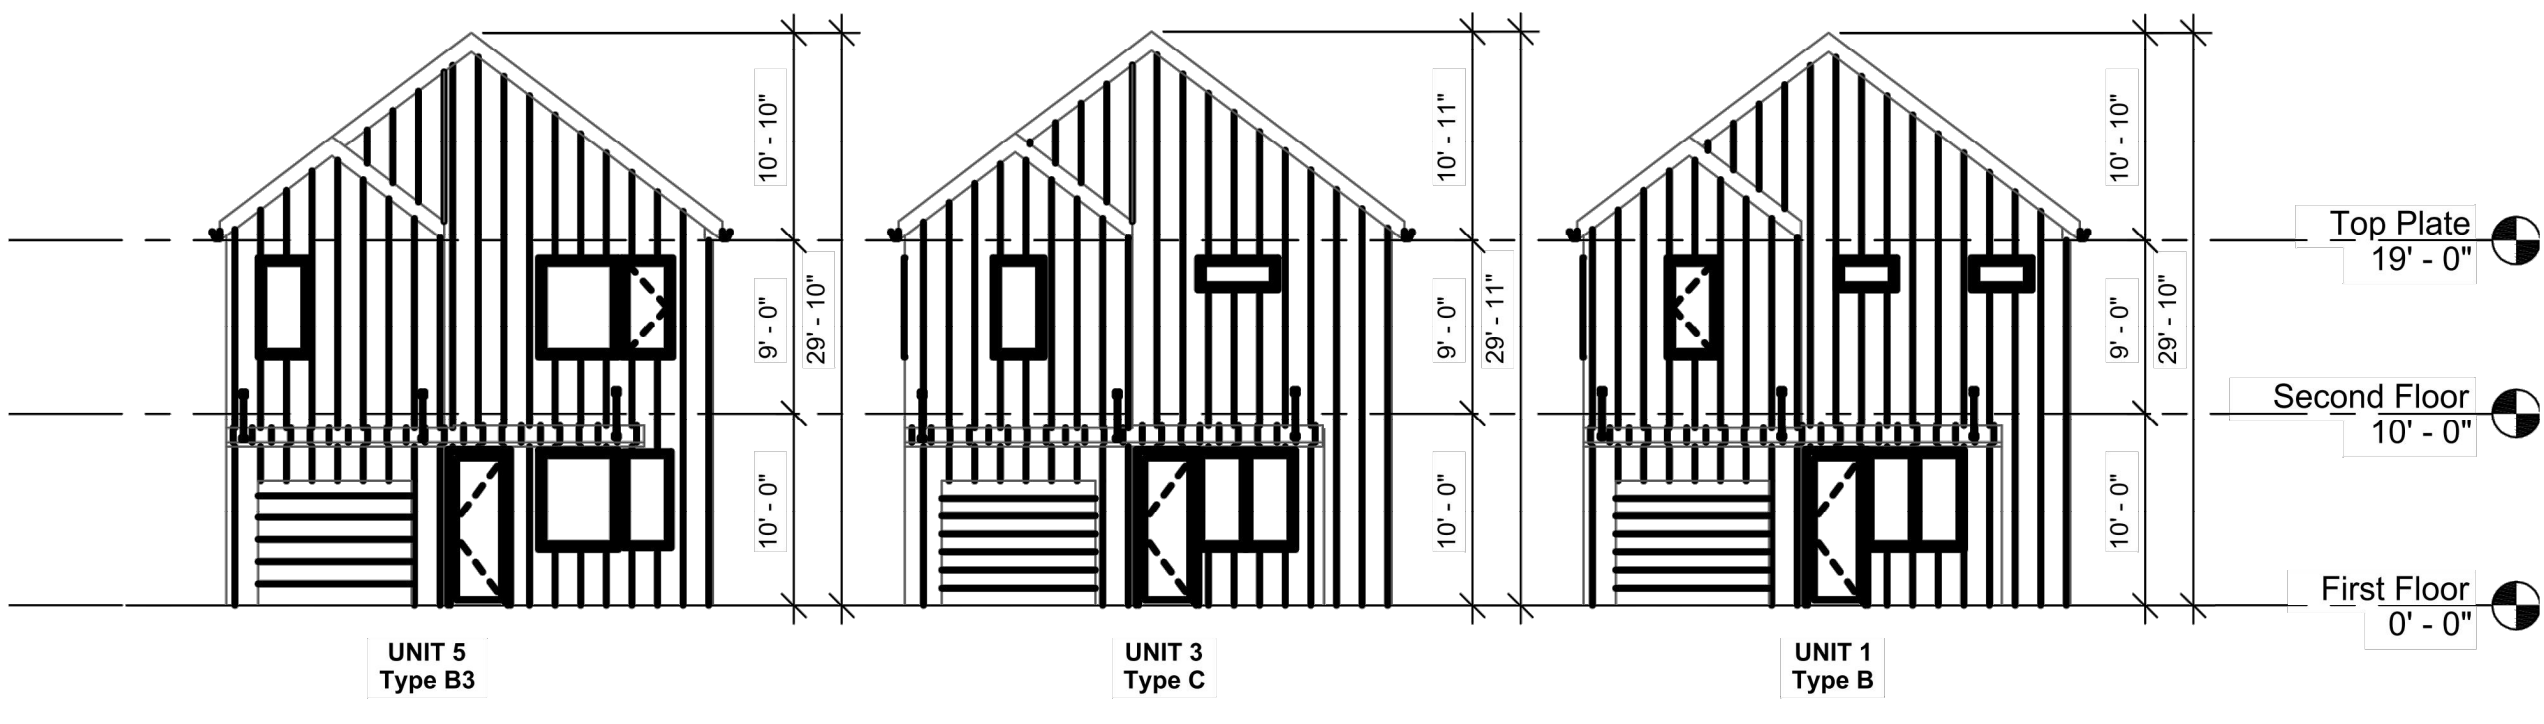 10' - 10"
9' - 0"
10' - 0"
29' - 10"
UNIT 5
Type B3
10' - 11"
9' - 0"
10' - 0"
29' - 11"
UNIT 3
Type C
10' - 10"
9' - 0"
10' - 0"
29' - 10"
UNIT 1
Type B
Top Plate
19' - 0"
Second Floor
10' - 0"
First Floor
0' - 0"